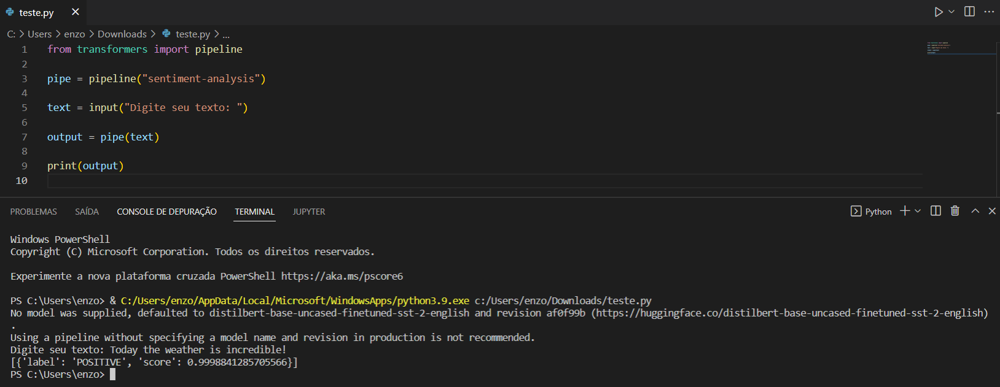 teste.py
C: > Users > enzo > Downloads > teste.py > ...
1 from transformers import pipeline
2
3 pipe = pipeline("sentiment-analysis")
4
5 text = input("Digite seu texto: ")
6
7 output = pipe(text)
8
9 print(output)
10
PROBLEMAS SAÍDA CONSOLE DE DEPURAÇÃO TERMINAL JUPYTER Python
Windows PowerShell
Copyright (C) Microsoft Corporation. Todos os direitos reservados.
Experimente a nova plataforma cruzada PowerShell https://aka.ms/pscore6
PS C:\Users\enzo> & C:/Users/enzo/AppData/Local/Microsoft/WindowsApps/python3.9.exe c:/Users/enzo/Downloads/teste.py
No model was supplied, defaulted to distilbert-base-uncased-finetuned-sst-2-english and revision af0f99b (https://huggingface.co/distilbert-base-uncased-finetuned-sst-2-english)
.
Using a pipeline without specifying a model name and revision in production is not recommended.
Digite seu texto: Today the weather is incredible!
[{'label': 'POSITIVE', 'score': 0.9998841285705566}]
PS C:\Users\enzo>